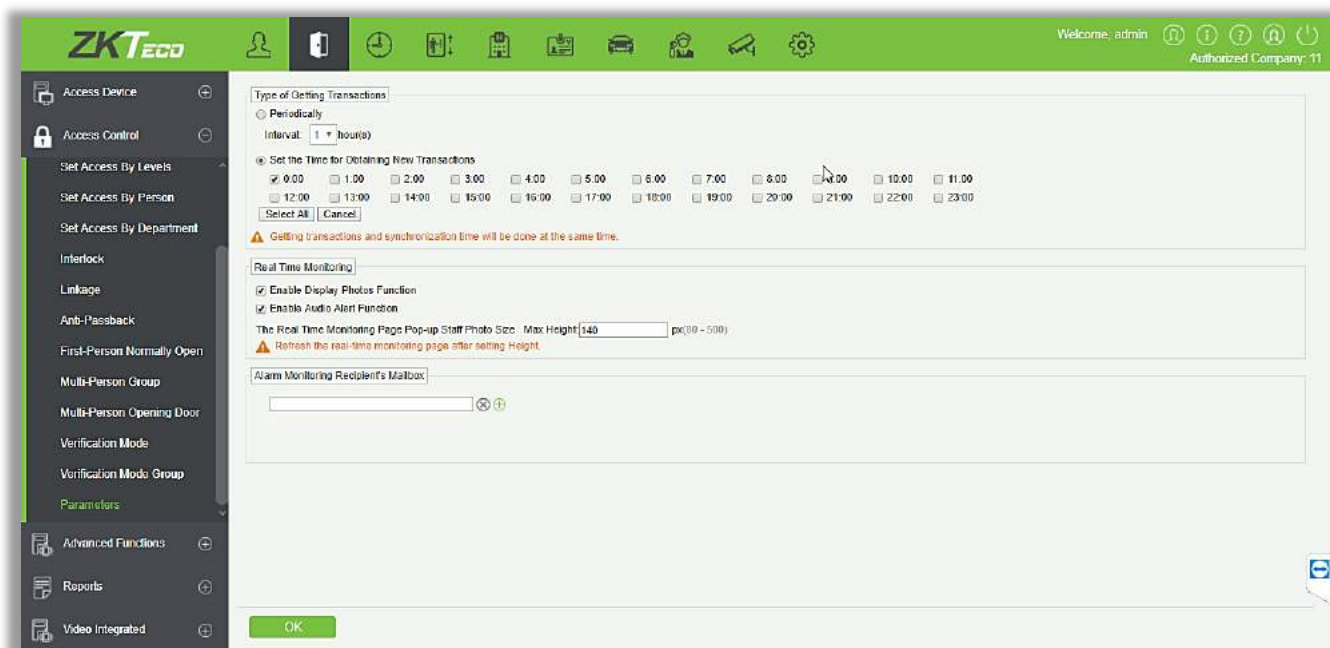 ZKTECO
Welcome, admin
Authorized Company: 11
Access Device
Access Control
Set Access By Levels
Set Access By Person
Set Access By Department
Interlock
Linkage
Anti-Passback
First-Person Normally Open
Multi-Person Group
Multi-Person Opening Door
Verification Mode
Verification Mode Group
Parameters
Advanced Functions
Reports
Video Integrated
Type of Getting Transactions
Periodically
Interval: 1 hour(s)
Set the Time for Obtaining New Transactions
0:00 1:00 2:00 3:00 4:00 5:00 6:00 7:00 8:00 9:00 10:00 11:00
12:00 13:00 14:00 15:00 16:00 17:00 18:00 19:00 20:00 21:00 22:00 23:00
Select All Cancel
Getting transactions and synchronization time will be done at the same time.
Real Time Monitoring
Enable Display Photos Function
Enable Audio Alert Function
The Real Time Monitoring Page Pop-up Staff Photo Size Max Height: 140 px(80 - 500)
Refresh the real-time monitoring page after setting Height.
Alarm Monitoring Recipient's Mailbox
OK